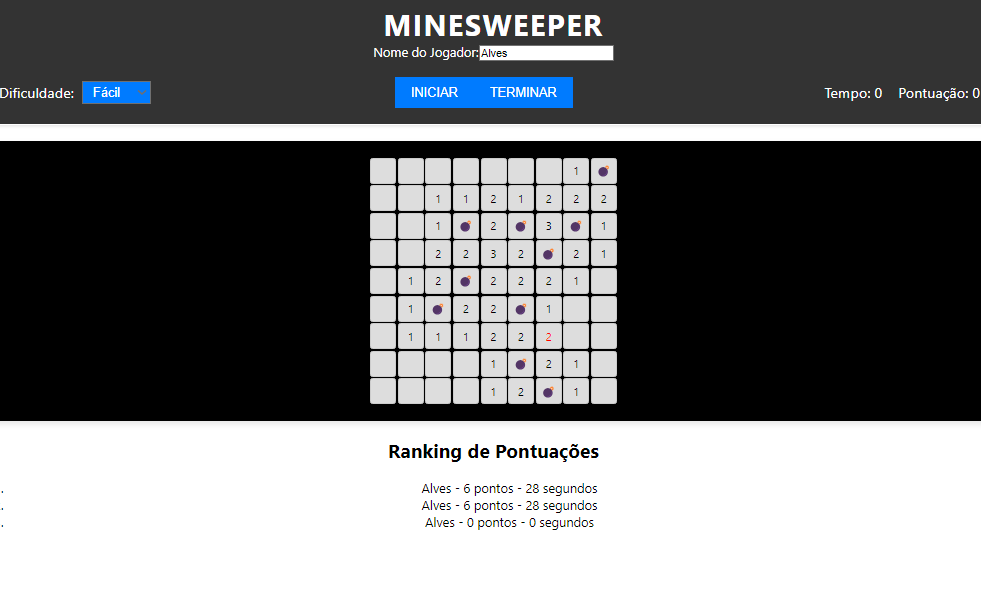 MINESWEEPER
Nome do Jogador: Alves
Dificuldade: Fácil INICIAR TERMINAR Tempo: 0 Pontuação: 0
1
1 1 2 1 2 2 2
1 2 3 1
2 2 3 2 2 1
1 2 2 2 2 1
1 2 2 1
1 1 1 2 2 2
1 2 1
1 2 1
Ranking de Pontuações
. Alves - 6 pontos - 28 segundos
. Alves - 6 pontos - 28 segundos
. Alves - 0 pontos - 0 segundos